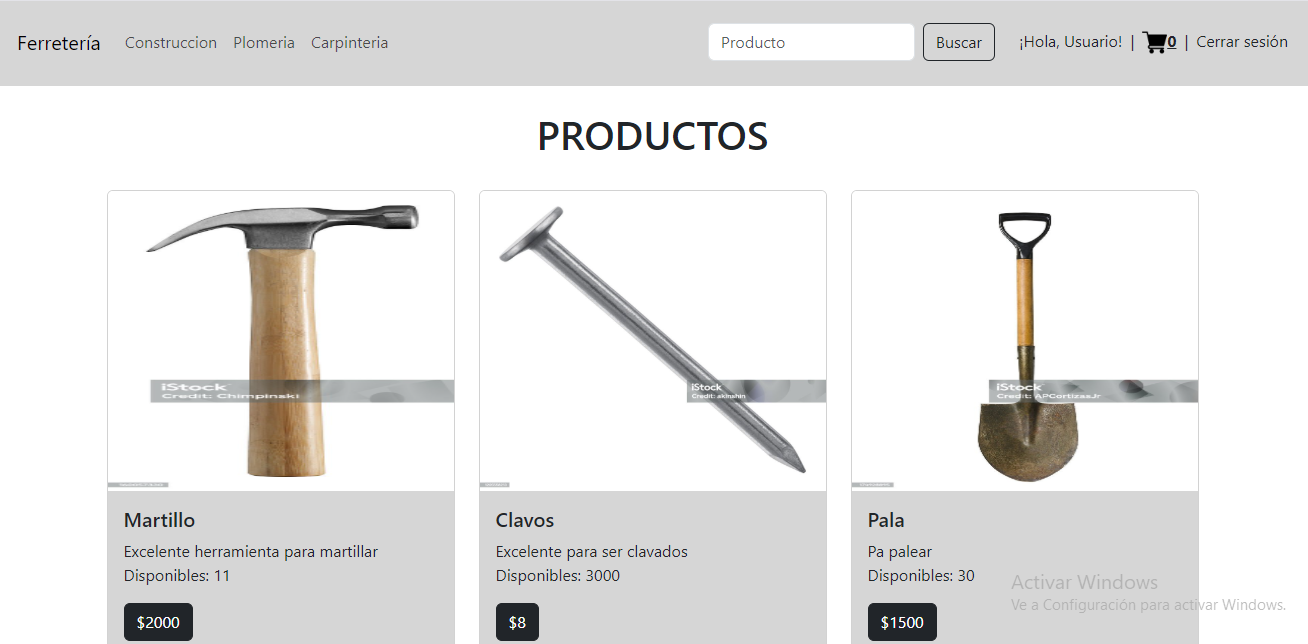 Ferretería Construccion Plomeria Carpinteria Producto Buscar ¡Hola, Usuario! | 0 | Cerrar sesión
PRODUCTOS
iStock
Credit: Chimpinski
iStock
Credit: akinshin
iStock
Credit: APCortizasJr
Martillo
Excelente herramienta para martillar
Disponibles: 11
$2000
Clavos
Excelente para ser clavados
Disponibles: 3000
$8
Pala
Pa palear
Disponibles: 30
$1500
Activar Windows
Ve a Configuración para activar Windows.